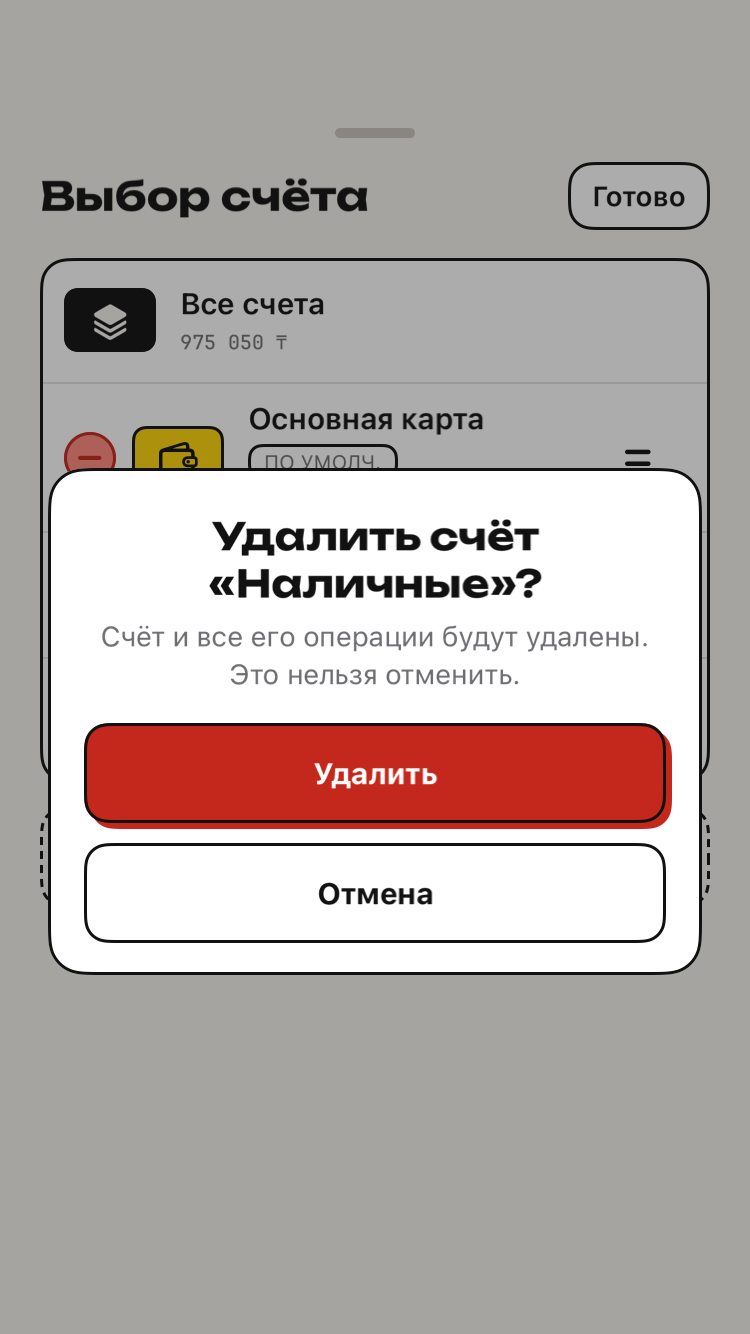 Выбор счёта
Готово
Все счета
975 050 ₸
Основная карта
ПО УМОЛЧ.
Удалить счёт
«Наличные»?
Счёт и все его операции будут удалены.
Это нельзя отменить.
Удалить
Отмена